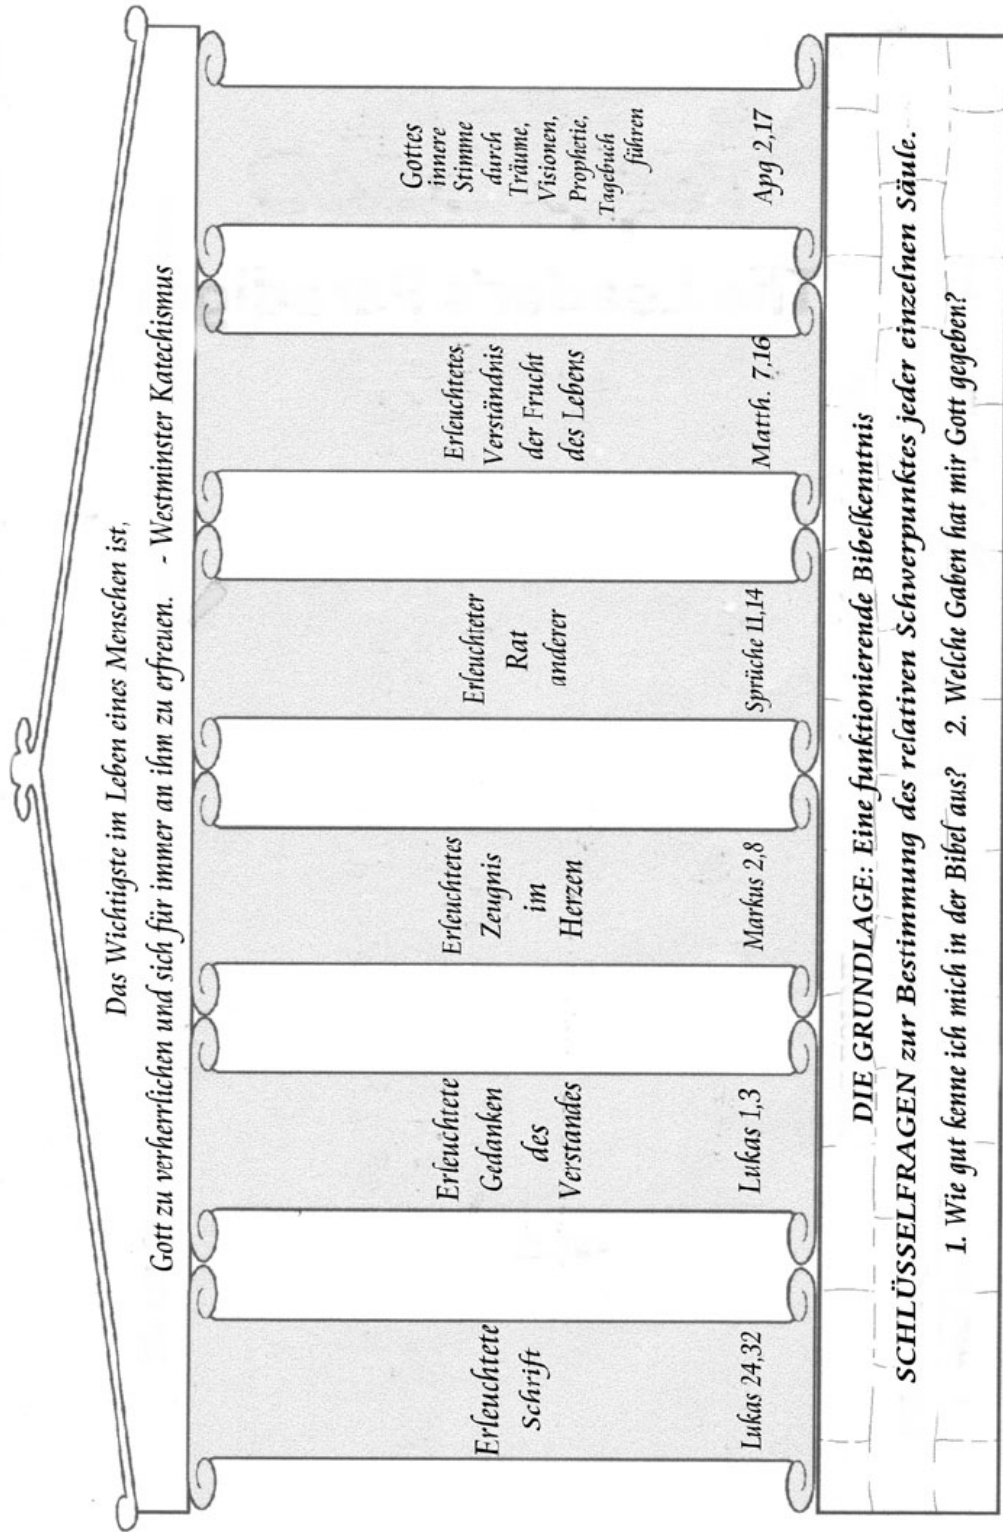 Das Wichtigste im Leben eines Menschen ist,
Gott zu verherrlichen und sich für immer an ihm zu erfreuen. - Westminster Katechismus
Erleuchtete
Schrift
Lukas 24,32
Erleuchtete
Gedanken
des
Verstandes
Lukas 1,3
Erleuchtetes
Zeugnis
im
Herzen
Markus 2,8
Erleuchteter
Rat
anderer
Sprüche 11,14
Erleuchtetes
Verständnis
der Frucht
des Lebens
Matth. 7,16
Gottes
innere
Stimme
durch
Träume,
Visionen,
Prophetie,
Tagebuch
führen
Apg 2,17
DIE GRUNDLAGE: Eine funktionierende Bibelkenntnis
SCHLÜSSELFRAGEN zur Bestimmung des relativen Schwerpunktes jeder einzelnen Säule.
1. Wie gut kenne ich mich in der Bibel aus? 2. Welche Gaben hat mir Gott gegeben?